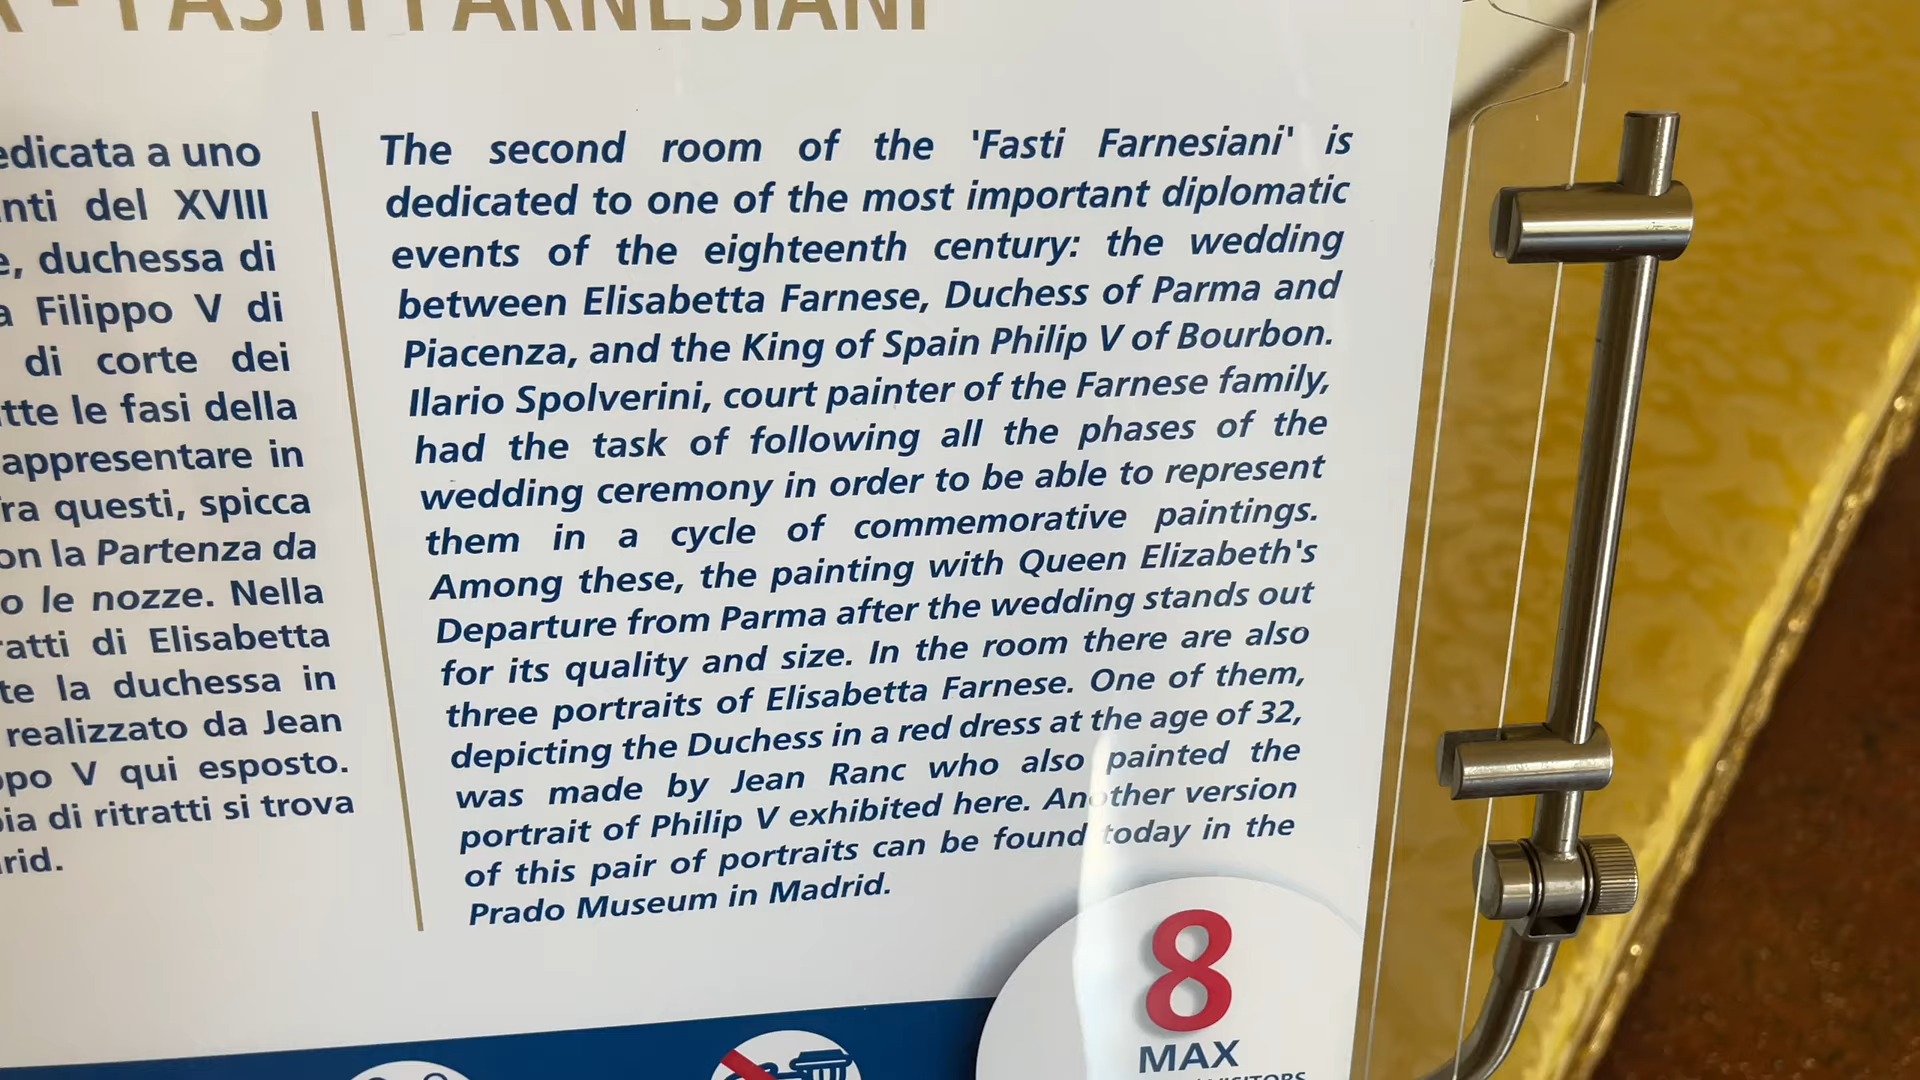 FASTI FARNESIANI
edicata a uno
nti del XVIII
e, duchessa di
a Filippo V di
di corte dei
tte le fasi della
appresentare in
ra questi, spicca
on la Partenza da
o le nozze. Nella
ratti di Elisabetta
te la duchessa in
realizzato da Jean
ppo V qui esposto.
pia di ritratti si trova
rid.
The second room of the 'Fasti Farnesiani' is
dedicated to one of the most important diplomatic
events of the eighteenth century: the wedding
between Elisabetta Farnese, Duchess of Parma and
Piacenza, and the King of Spain Philip V of Bourbon.
Ilario Spolverini, court painter of the Farnese family,
had the task of following all the phases of the
wedding ceremony in order to be able to represent
them in a cycle of commemorative paintings.
Among these, the painting with Queen Elizabeth's
Departure from Parma after the wedding stands out
for its quality and size. In the room there are also
three portraits of Elisabetta Farnese. One of them,
depicting the Duchess in a red dress at the age of 32,
was made by Jean Ranc who also painted the
portrait of Philip V exhibited here. Another version
of this pair of portraits can be found today in the
Prado Museum in Madrid.
8
MAX
VISITORS